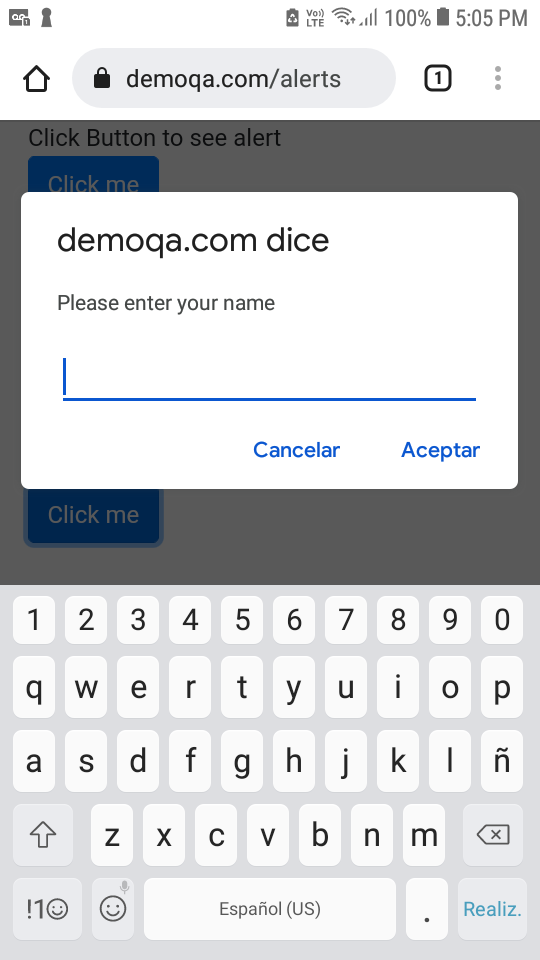 Vo))
LTE
100%
5:05 PM
demoqa.com/alerts
1
Click Button to see alert
Click me
demoqa.com dice
Please enter your name
Cancelar
Aceptar
Click me
1 2 3 4 5 6 7 8 9 0
q w e r t y u i o p
a s d f g h j k l ñ
z x c v b n m
!1☺
Español (US)
.
Realiz.